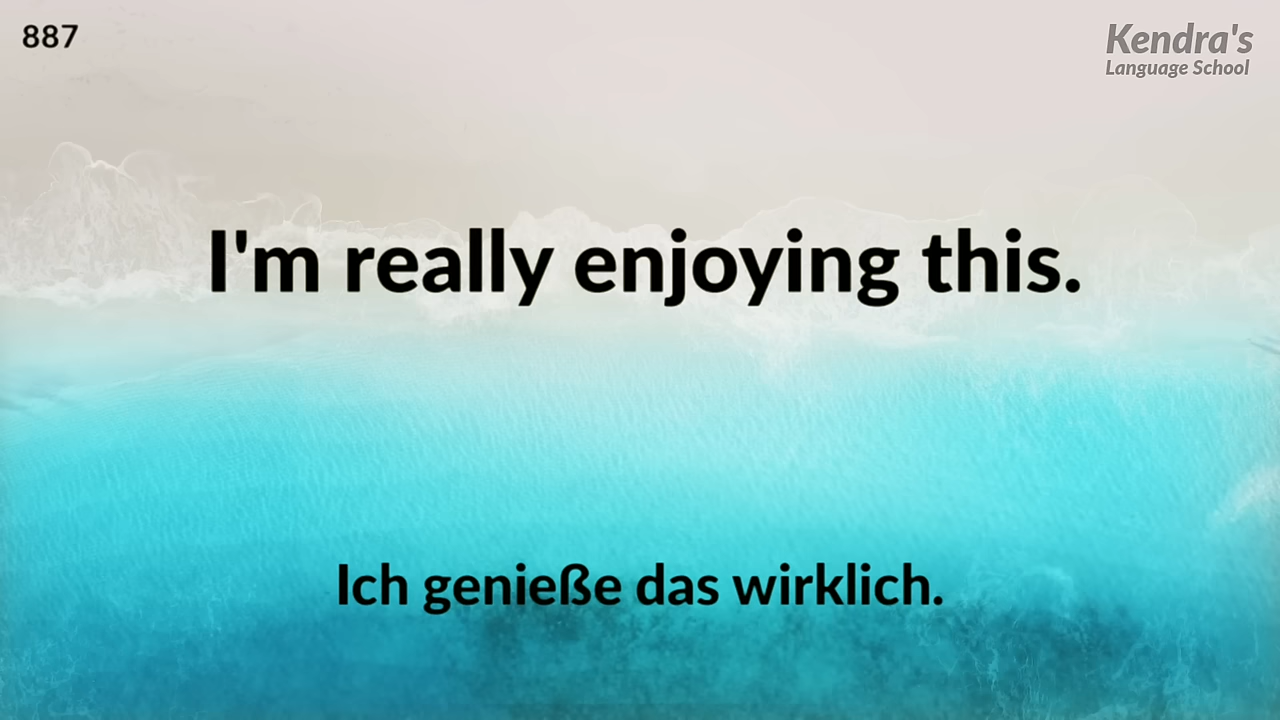 887
Kendra's
Language School
I'm really enjoying this.
Ich genieße das wirklich.